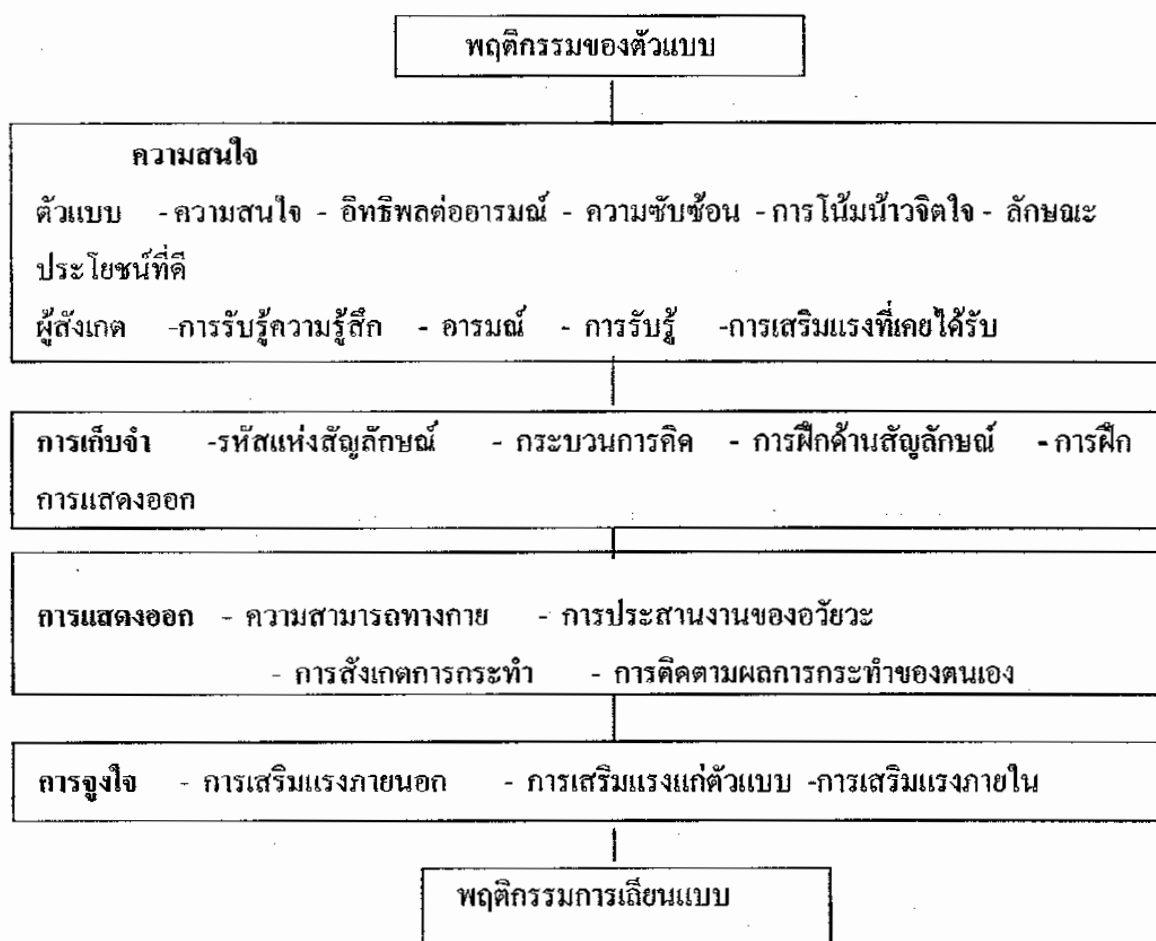 พฤติกรรมของตัวแบบ
ความสนใจ
ตัวแบบ -ความสนใจ - อิทธิพลต่ออารมณ์ - ความซับซ้อน -การโน้มน้าวจิตใจ - ลักษณะ
ประโยชน์ที่ดี
ผู้สังเกต -การรับรู้ความรู้สึก - อารมณ์ - การรับรู้ -การเสริมแรงที่เคยได้รับ
การเก็บจำ -รหัสแห่งสัญลักษณ์ - กระบวนการคิด - การฝึกด้านสัญลักษณ์ -การฝึก
การแสดงออก
การแสดงออก - ความสามารถทางกาย - การประสานงานของอวัยวะ
- การสังเกตการกระทำ - การติดตามผลการกระทำของตนเอง
การจูงใจ - การเสริมแรงภายนอก - การเสริมแรงแก่ตัวแบบ -การเสริมแรงภายใน
พฤติกรรมการเลียนแบบ